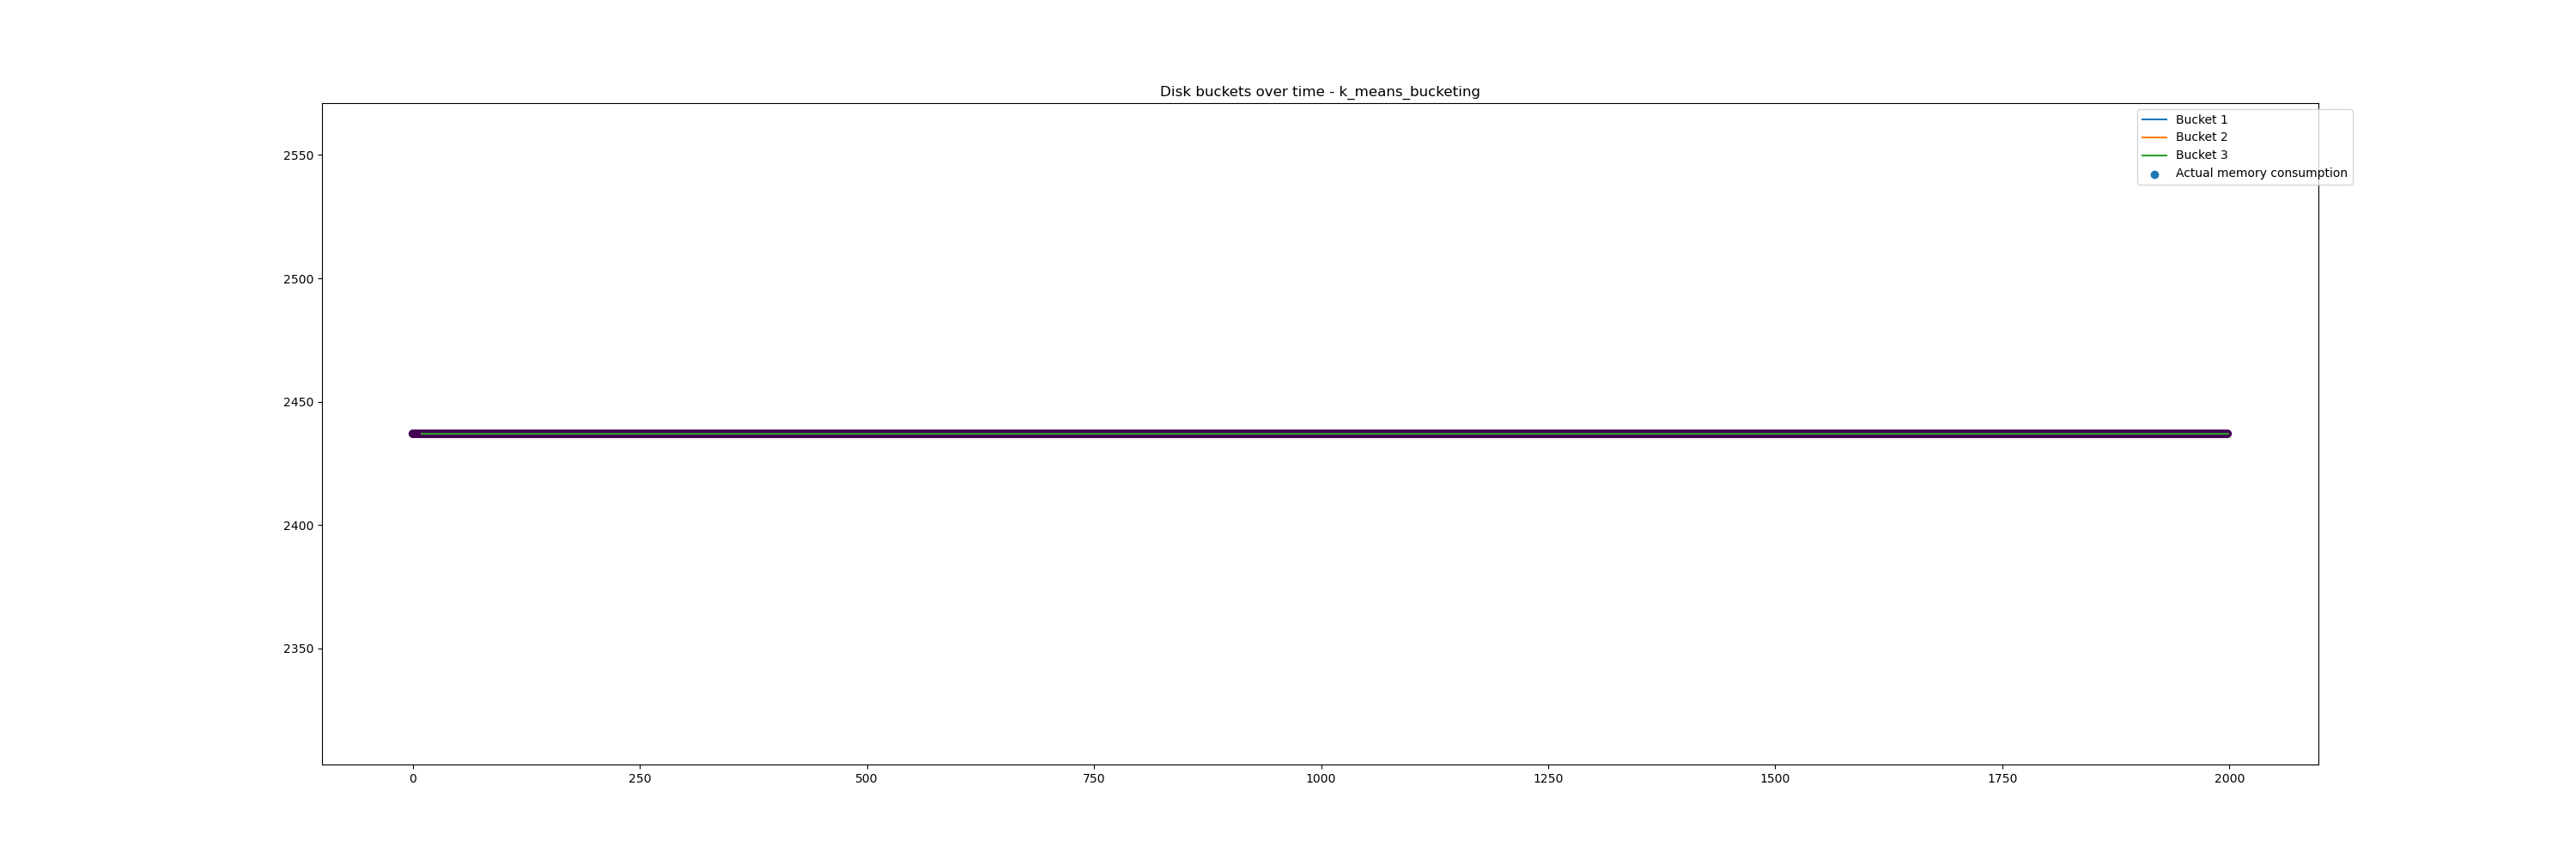 Disk buckets over time - k_means_bucketing
Bucket 1
Bucket 2
Bucket 3
Actual memory consumption
2550
2500
2450
2400
2350
0 250 500 750 1000 1250 1500 1750 2000